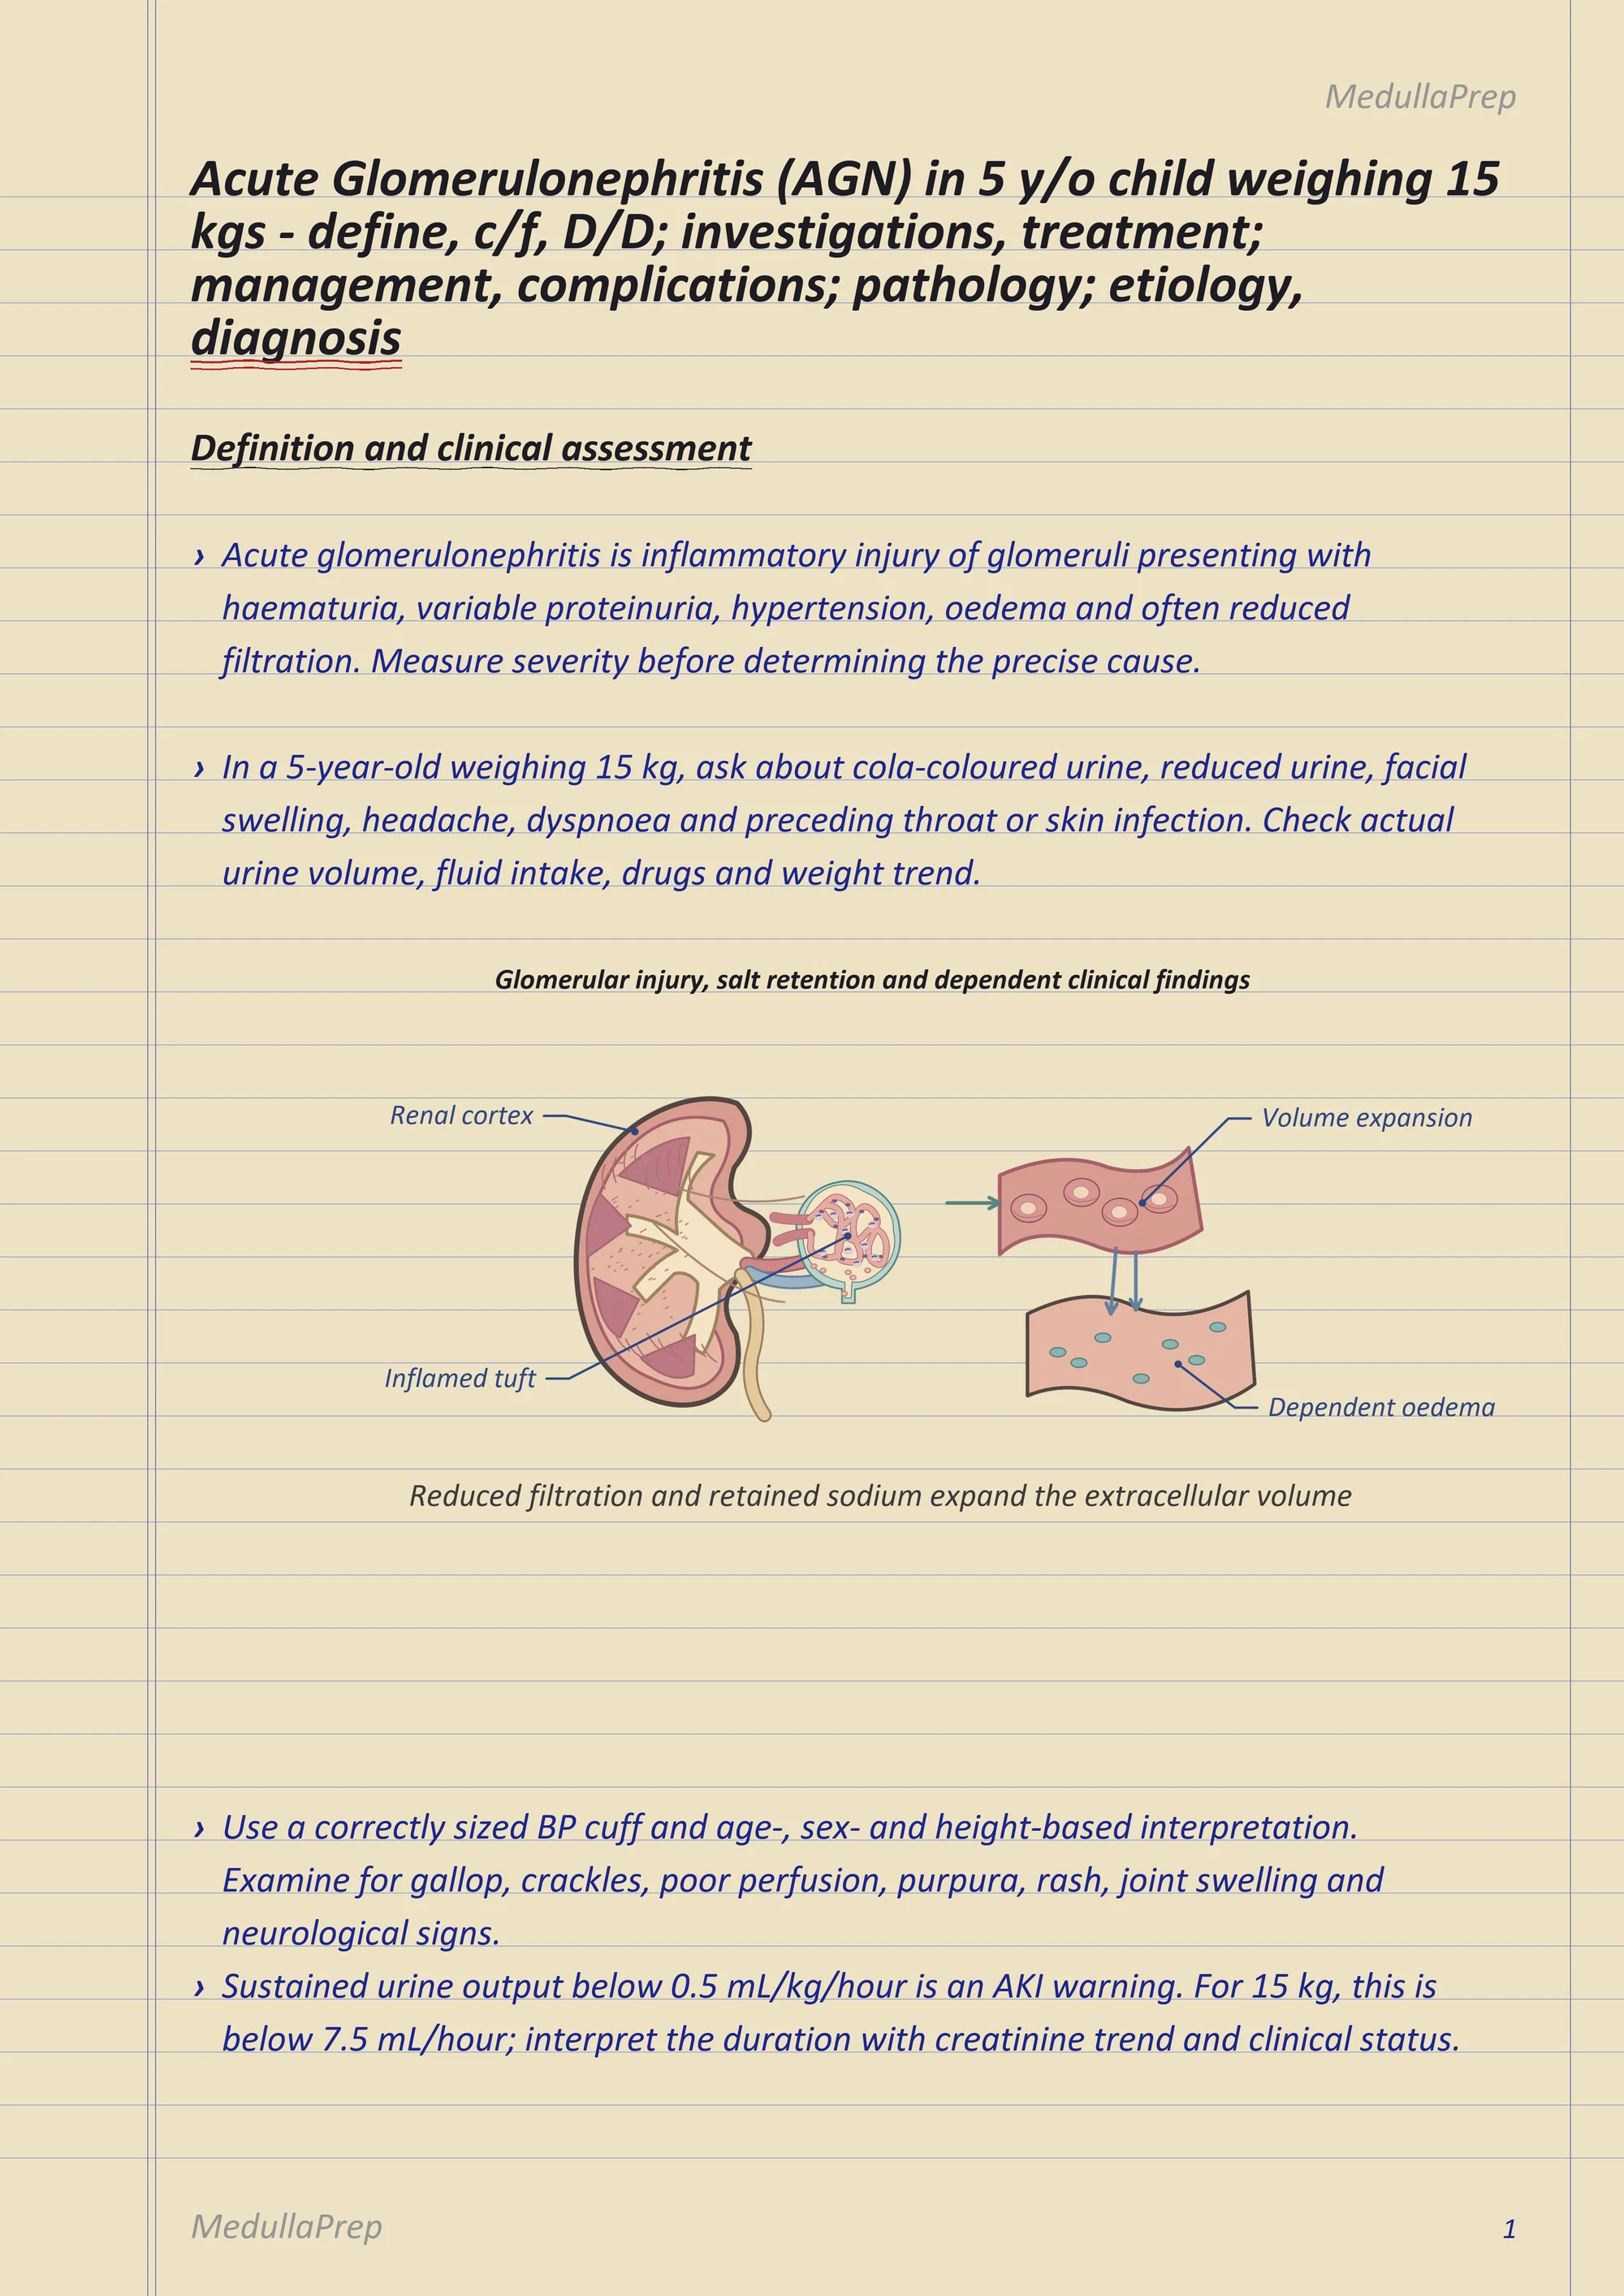 MedullaPrep
Acute Glomerulonephritis (AGN) in 5 y/o child weighing 15
kgs - define, c/f, D/D; investigations, treatment;
management, complications; pathology; etiology,
diagnosis
Definition and clinical assessment
› Acute glomerulonephritis is inflammatory injury of glomeruli presenting with
haematuria, variable proteinuria, hypertension, oedema and often reduced
filtration. Measure severity before determining the precise cause.
› In a 5-year-old weighing 15 kg, ask about cola-coloured urine, reduced urine, facial
swelling, headache, dyspnoea and preceding throat or skin infection. Check actual
urine volume, fluid intake, drugs and weight trend.
Glomerular injury, salt retention and dependent clinical findings
Renal cortex
Volume expansion
Inflamed tuft
Dependent oedema
Reduced filtration and retained sodium expand the extracellular volume
› Use a correctly sized BP cuff and age-, sex- and height-based interpretation.
Examine for gallop, crackles, poor perfusion, purpura, rash, joint swelling and
neurological signs.
› Sustained urine output below 0.5 mL/kg/hour is an AKI warning. For 15 kg, this is
below 7.5 mL/hour; interpret the duration with creatinine trend and clinical status.
MedullaPrep
1